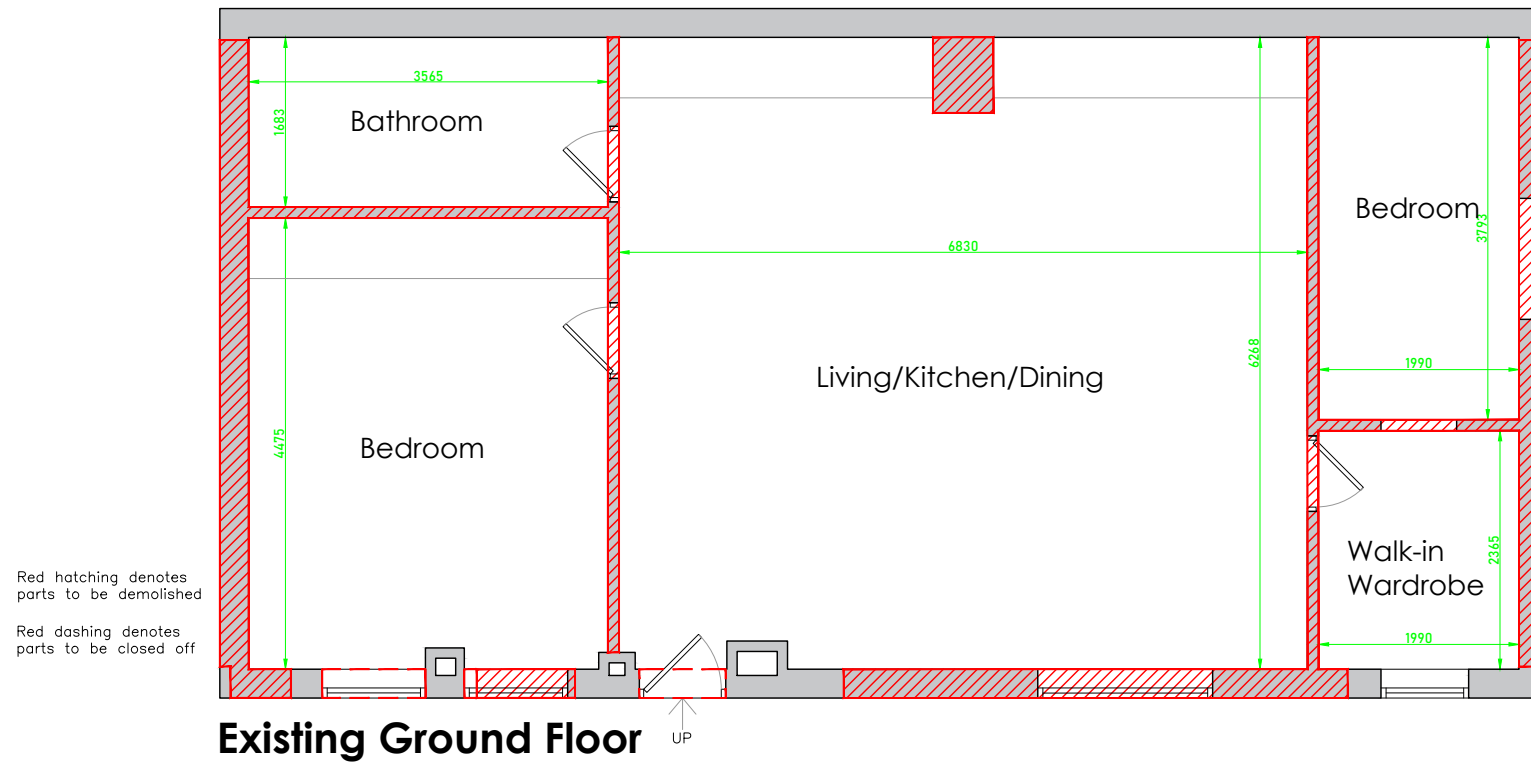 3565
1683
Bathroom
Bedroom
3793
6830
6268
1990
Living/Kitchen/Dining
4475
Bedroom
Walk-in
Wardrobe
2365
1990
Red hatching denotes
parts to be demolished
Red dashing denotes
parts to be closed off
Existing Ground Floor
UP